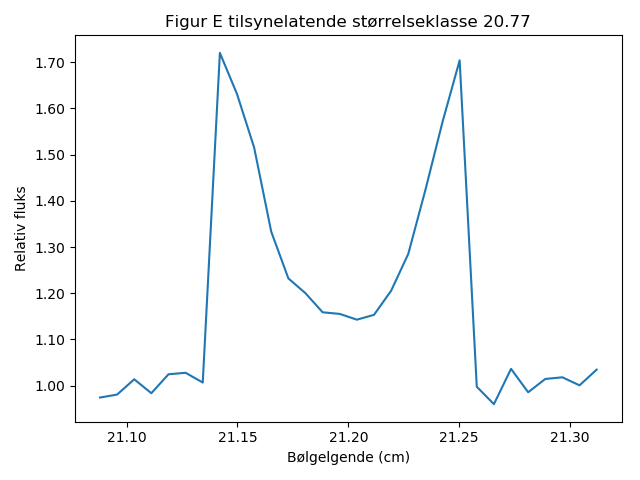 Figur E tilsynelatende størrelseklasse 20.77
Relativ fluks
1.70
1.60
1.50
1.40
1.30
1.20
1.10
1.00
21.10 21.15 21.20 21.25 21.30
Bølgelgende (cm)